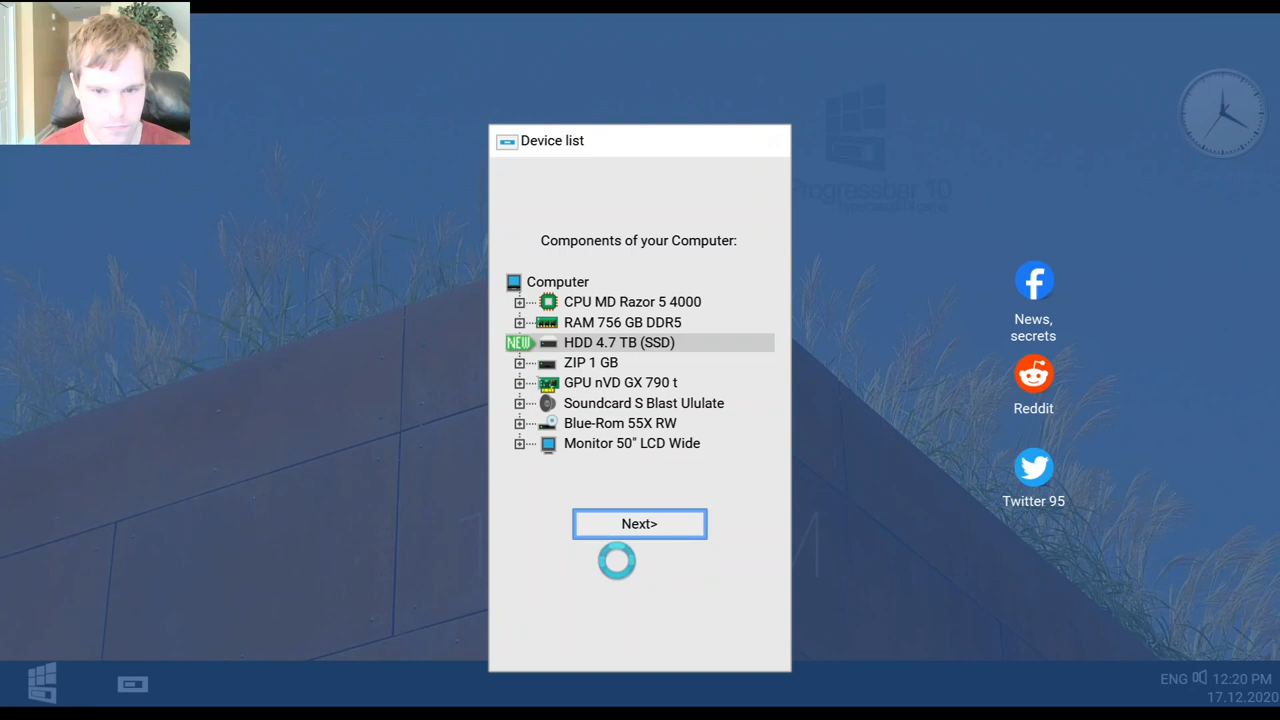 Device list
Progressbar 10
Components of your Computer:
Computer
CPU MD Razor 5 4000
RAM 756 GB DDR5
NEW HDD 4.7 TB (SSD)
ZIP 1 GB
GPU nVD GX 790 t
Soundcard S Blast Ululate
Blue-Rom 55X RW
Monitor 50" LCD Wide
Next>
News,
secrets
Reddit
Twitter 95
ENG 12:20 PM
17.12.2020